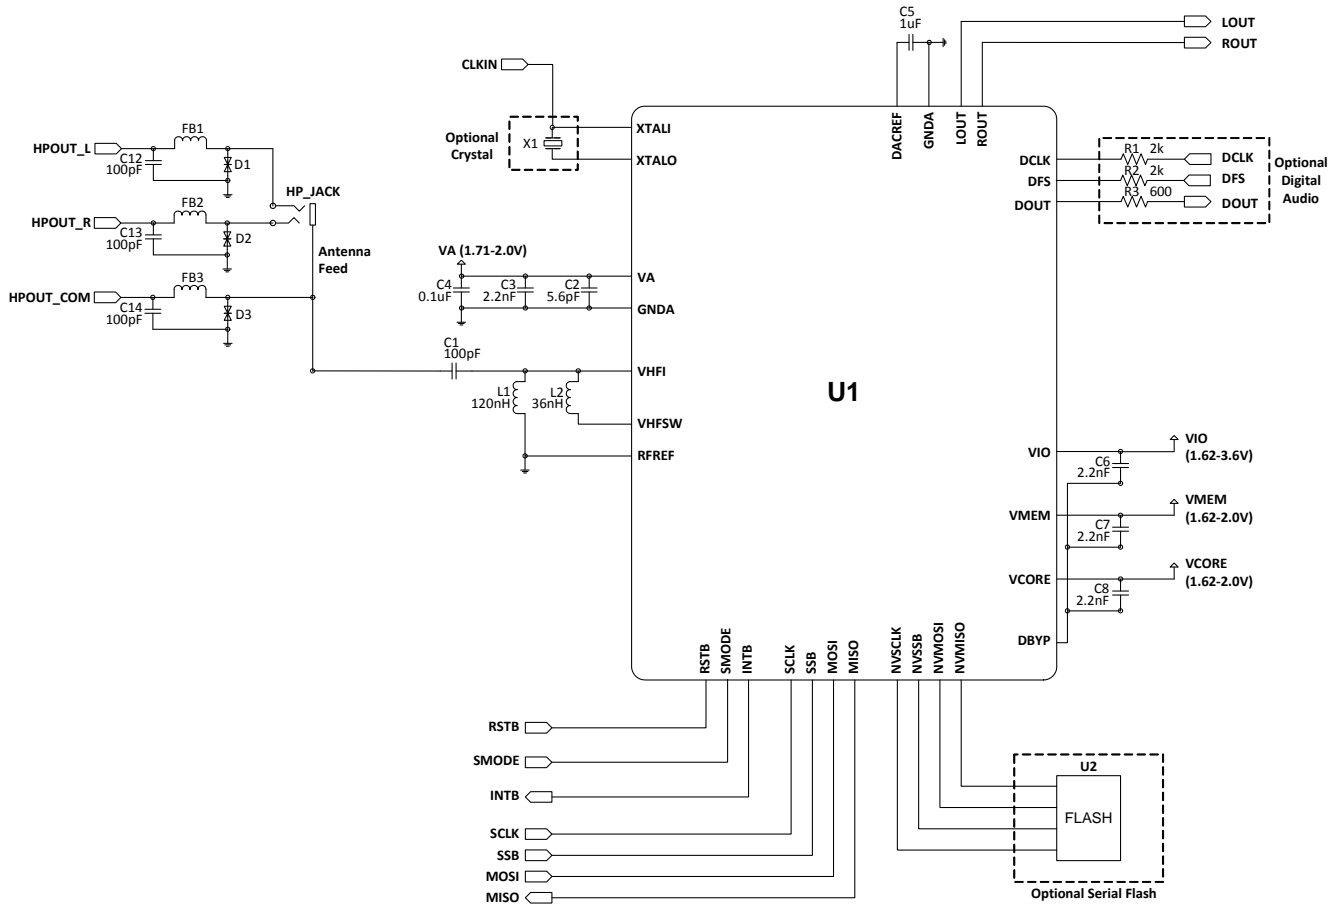 C5
1uF
LOUT
ROUT
CLKIN
Optional
Crystal
X1
XTALI
XTALO
DACREF
GNDA
LOUT
ROUT
FB1
HPOUT_L
C12
100pF
D1
HP_JACK
FB2
HPOUT_R
C13
100pF
D2
Antenna
Feed
FB3
HPOUT_COM
C14
100pF
D3
DCLK
R1 2k
DCLK
DFS
R2 2k
DFS
DOUT
R3 600
DOUT
Optional
Digital
Audio
VA (1.71-2.0V)
C4
0.1uF
C3
2.2nF
C2
5.6pF
VA
GNDA
C1
100pF
VHFI
L1
120nH
L2
36nH
VHFSW
RFREF
U1
VIO
C6
2.2nF
VIO
(1.62-3.6V)
VMEM
C7
2.2nF
VMEM
(1.62-2.0V)
VCORE
C8
2.2nF
VCORE
(1.62-2.0V)
DBYP
RSTB
SMODE
INTB
SCLK
SSB
MOSI
MISO
NVSCLK
NVSSB
NVMOSI
NVMISO
RSTB
SMODE
INTB
SCLK
SSB
MOSI
MISO
U2
FLASH
Optional Serial Flash